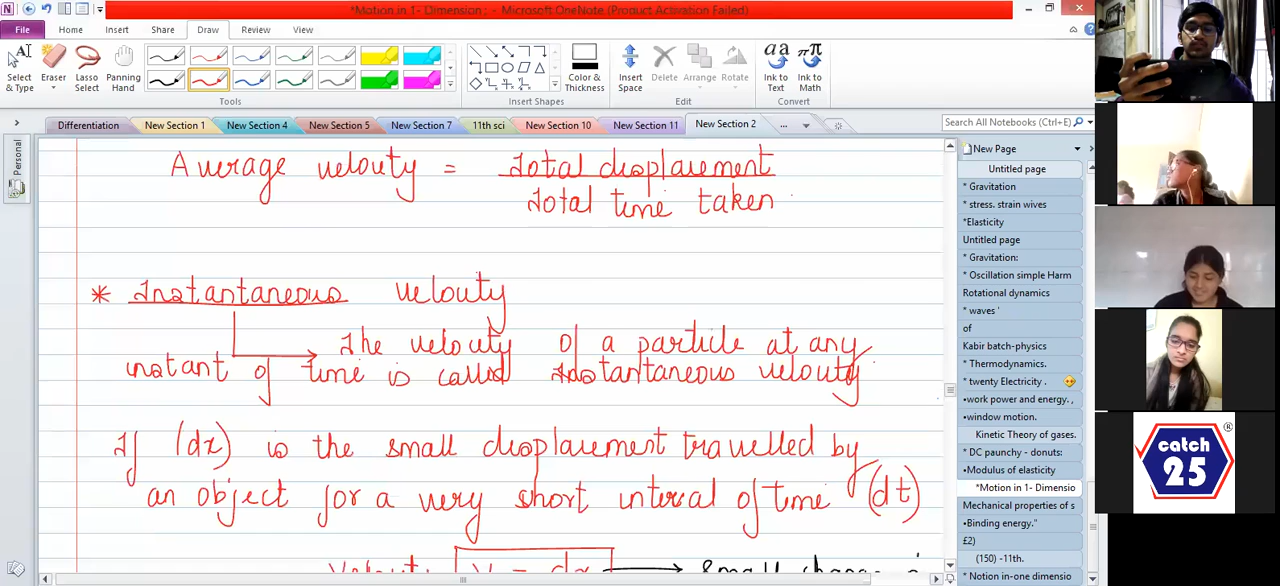 *Motion in 1- Dimension : - Microsoft OneNote (Product Activation Failed)
File Home Insert Share Draw Review View
Select & Type
Eraser
Lasso Select
Panning Hand
Color & Thickness
Insert Space
Delete
Arrange
Rotate
Ink to Text
Ink to Math
Tools Insert Shapes Edit Convert
Differentiation New Section 1 New Section 4 New Section 5 New Section 7 11th sci New Section 10 New Section 11 New Section 2 ... Search All Notebooks (Ctrl+E)
Personal
Average velocity = Total displacement
Total time taken
* Instantaneous velocity
The velocity of a particle at any
instant of time is called Instantaneous velocity
If (dx) is the small displacement travelled by
an object for a very short interval of time (dt)
Velocity V = dx Small change
New Page
Untitled page
* Gravitation
* stress. strain wives
*Elasticity
Untitled page
* Gravitation:
* Oscillation simple Harm
Rotational dynamics
* waves '
of
Kabir batch-physics
* Thermodynamics.
* twenty Electricity .
•work power and energy. ,
•window motion.
Kinetic Theory of gases.
* DC paunchy - donuts:
•Modulus of elasticity
*Motion in 1- Dimensio
Mechanical properties of s
•Binding energy."
£2)
(150) -11th.
* Notion in-one dimensio
catch
25
®